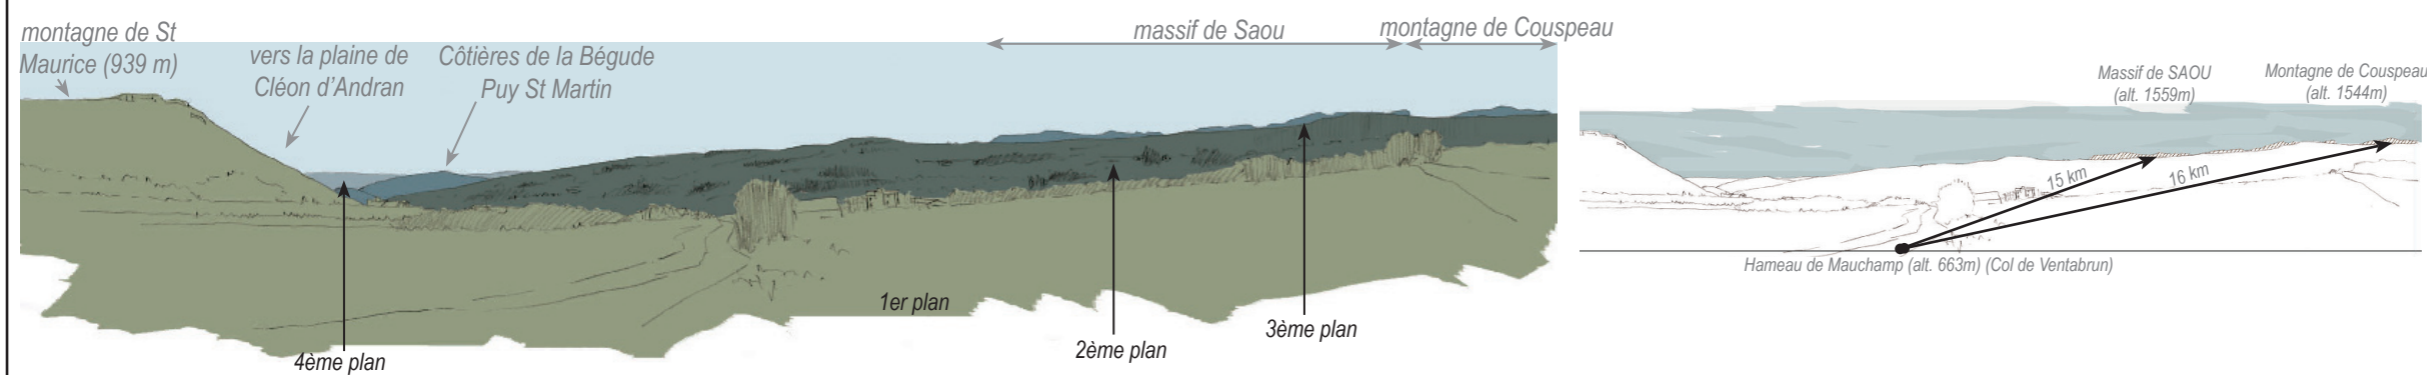 montagne de St
Maurice (939 m)
vers la plaine de
Cléon d'Andran
Côtières de la Bégude
Puy St Martin
massif de Saou
montagne de Couspeau
1er plan
4ème plan
2ème plan
3ème plan
Massif de SAOU
(alt. 1559m)
Montagne de Couspeau
(alt. 1544m)
15 km
16 km
Hameau de Mauchamp (alt. 663m) (Col de Ventabrun)